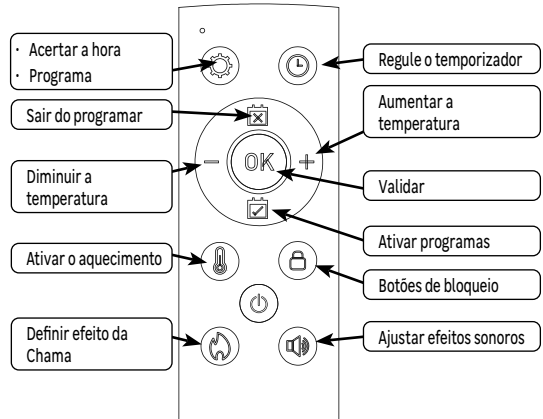 · Acertar a hora
· Programa
Regule o temporizador
Sair do programar
Aumentar a
temperatura
OK
Diminuir a
temperatura
Validar
Ativar programas
Ativar o aquecimento
Botões de bloqueio
Definir efeito da
Chama
Ajustar efeitos sonoros